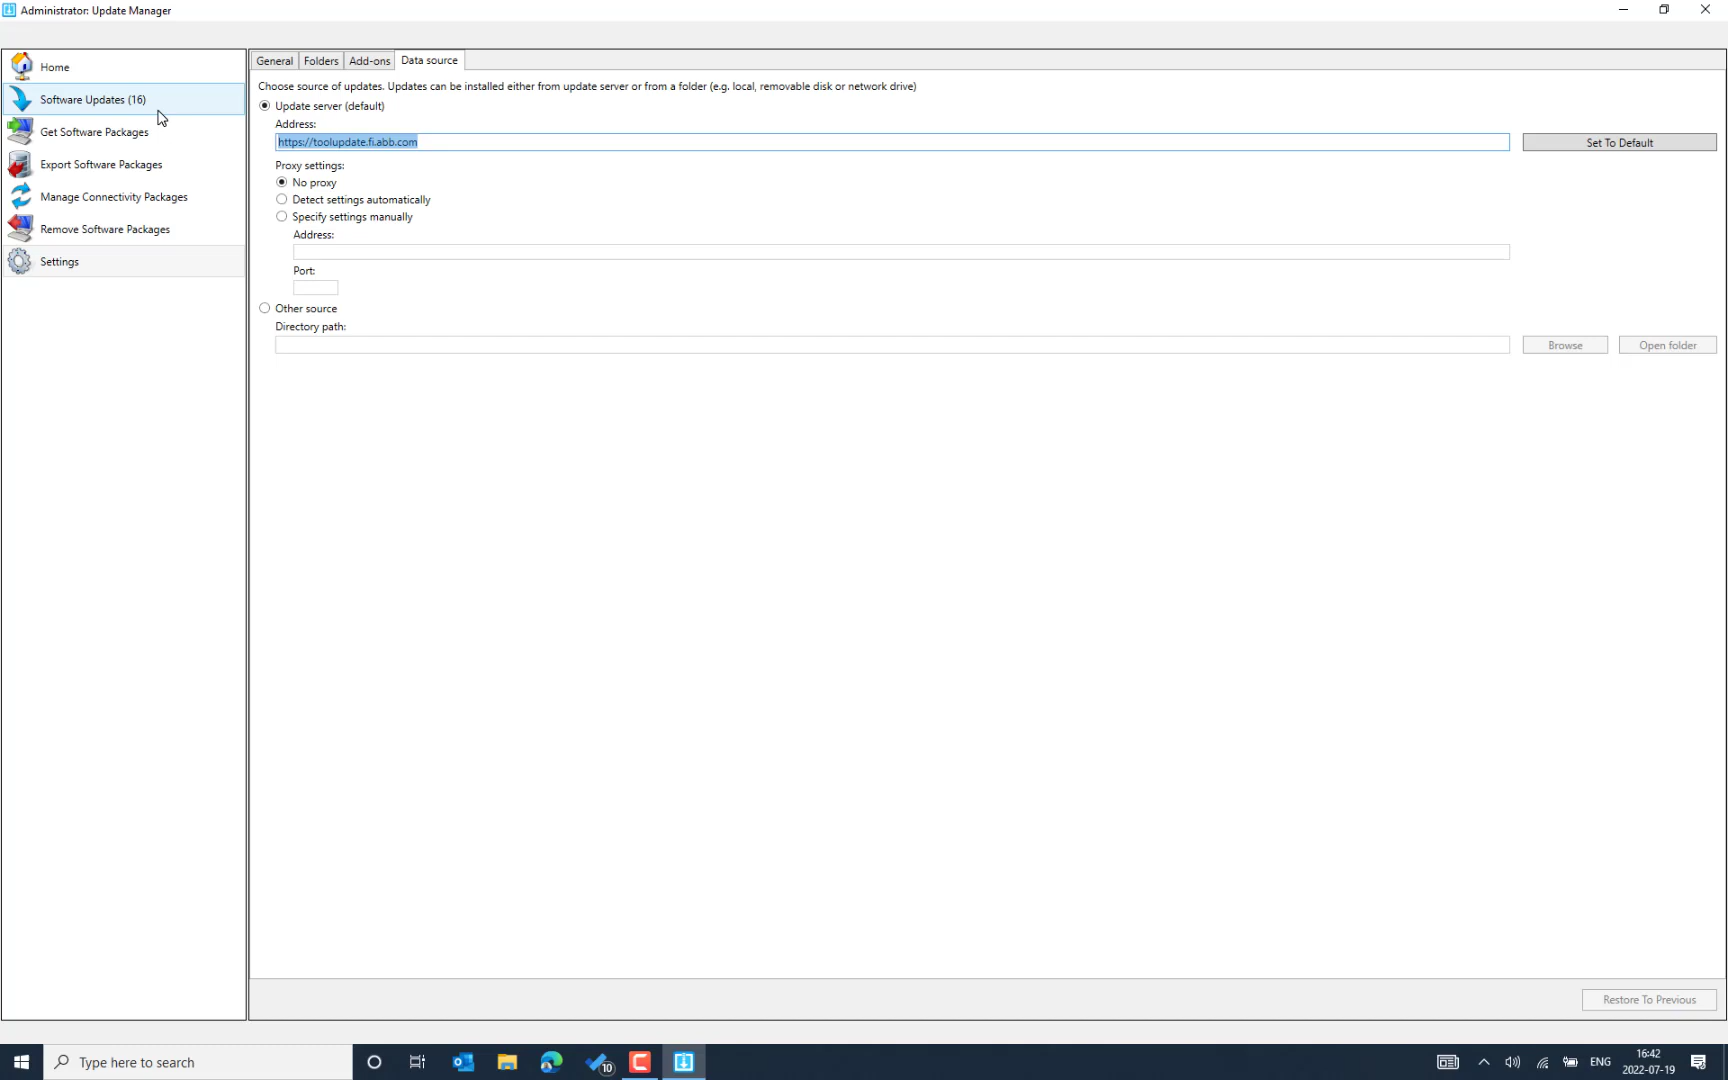 Administrator: Update Manager
Home
Software Updates (16)
Get Software Packages
Export Software Packages
Manage Connectivity Packages
Remove Software Packages
Settings
General Folders Add-ons Data source
Choose source of updates. Updates can be installed either from update server or from a folder (e.g. local, removable disk or network drive)
Update server (default)
Address:
https://toolupdate.fi.abb.com Set To Default
Proxy settings:
No proxy
Detect settings automatically
Specify settings manually
Address:
Port:
Other source
Directory path:
Browse Open folder
Restore To Previous
Type here to search
10
ENG
16:42
2022-07-19